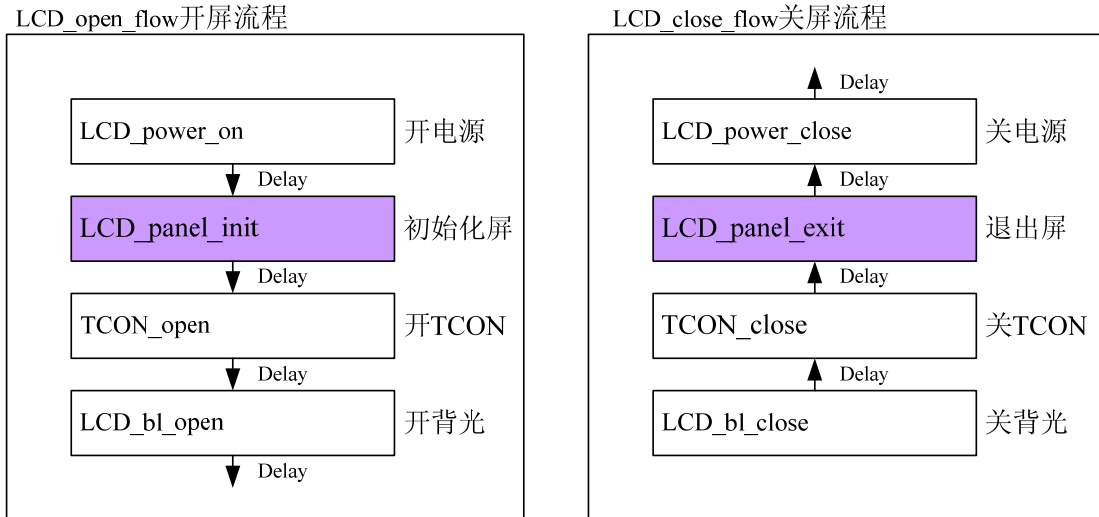 LCD_open_flow开屏流程
LCD_power_on
开电源
Delay
LCD_panel_init
初始化屏
Delay
TCON_open
开TCON
Delay
LCD_bl_open
开背光
Delay
LCD_close_flow关屏流程
Delay
LCD_power_close
关电源
Delay
LCD_panel_exit
退出屏
Delay
TCON_close
关TCON
Delay
LCD_bl_close
关背光